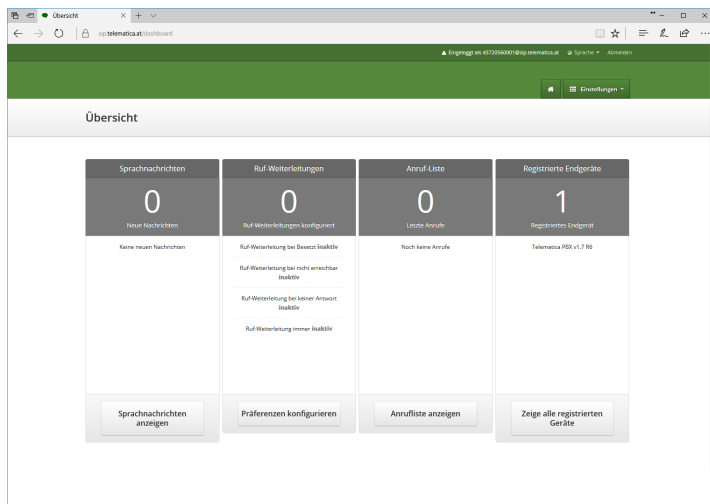 Übersicht
sip.telematica.at/dashboard
Eingeloggt als 43720560001@sip.telematica.at Sprache Abmelden
Einstellungen
Übersicht
Sprachnachrichten
0
Neue Nachrichten
Keine neuen Nachrichten
Sprachnachrichten
anzeigen
Ruf-Weiterleitungen
0
Ruf-Weiterleitungen konfiguriert
Ruf-Weiterleitung bei Besetzt inaktiv
Ruf-Weiterleitung bei nicht erreichbar
inaktiv
Ruf-Weiterleitung bei keiner Antwort
inaktiv
Ruf-Weiterleitung immer inaktiv
Präferenzen konfigurieren
Anruf-Liste
0
Letzte Anrufe
Noch keine Anrufe
Anrufliste anzeigen
Registrierte Endgeräte
1
Registriertes Endgerät
Telematica PBX v1.7 R6
Zeige alle registrierten
Geräte